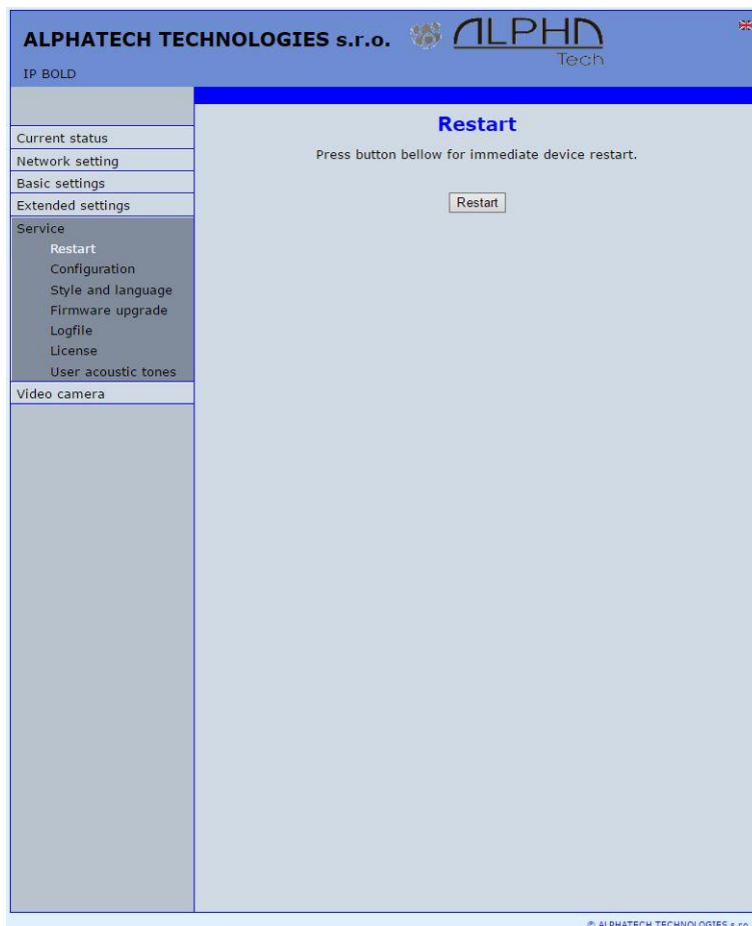 ALPHATECH TECHNOLOGIES s.r.o.
ALPHA
Tech
IP BOLD
Current status
Network setting
Basic settings
Extended settings
Service
Restart
Configuration
Style and language
Firmware upgrade
Logfile
License
User acoustic tones
Video camera
Restart
Press button bellow for immediate device restart.
Restart
© ALPHATECH TECHNOLOGIES s.r.o.